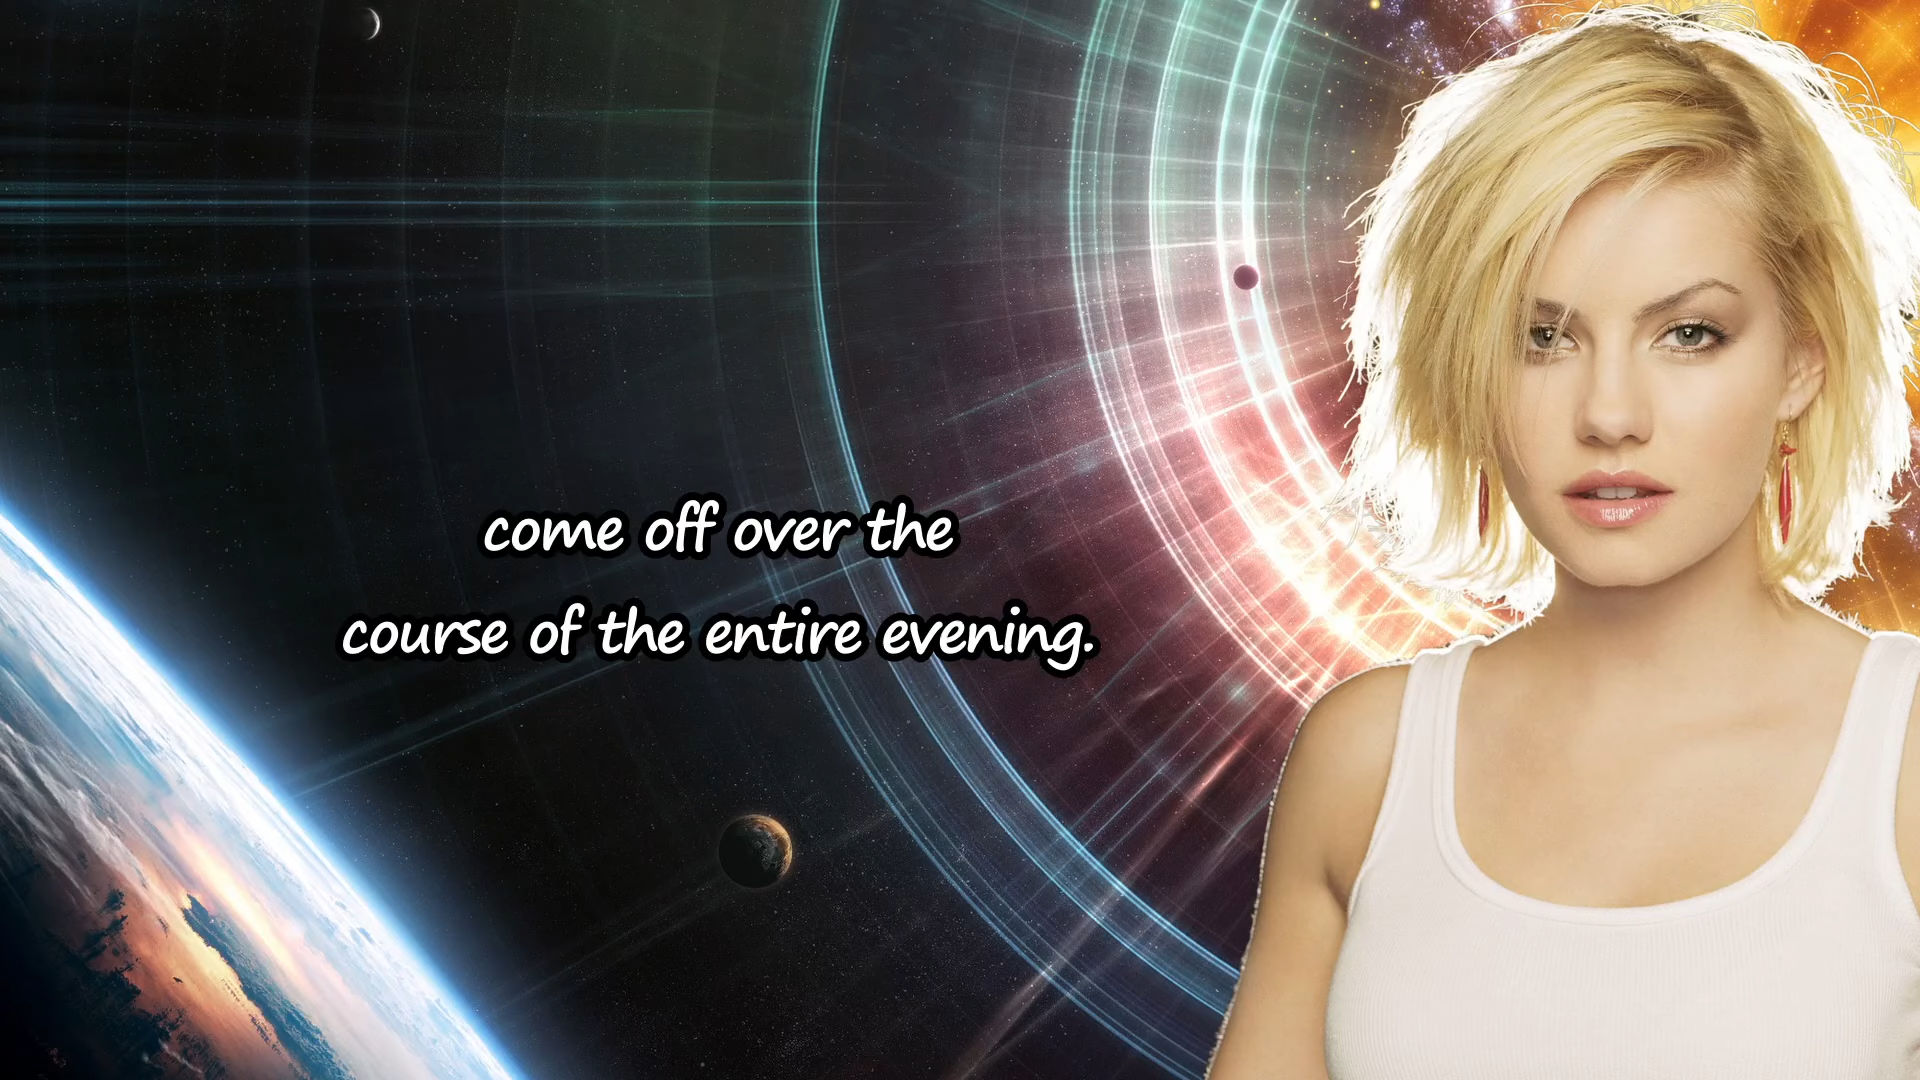 come off over the
course of the entire evening.